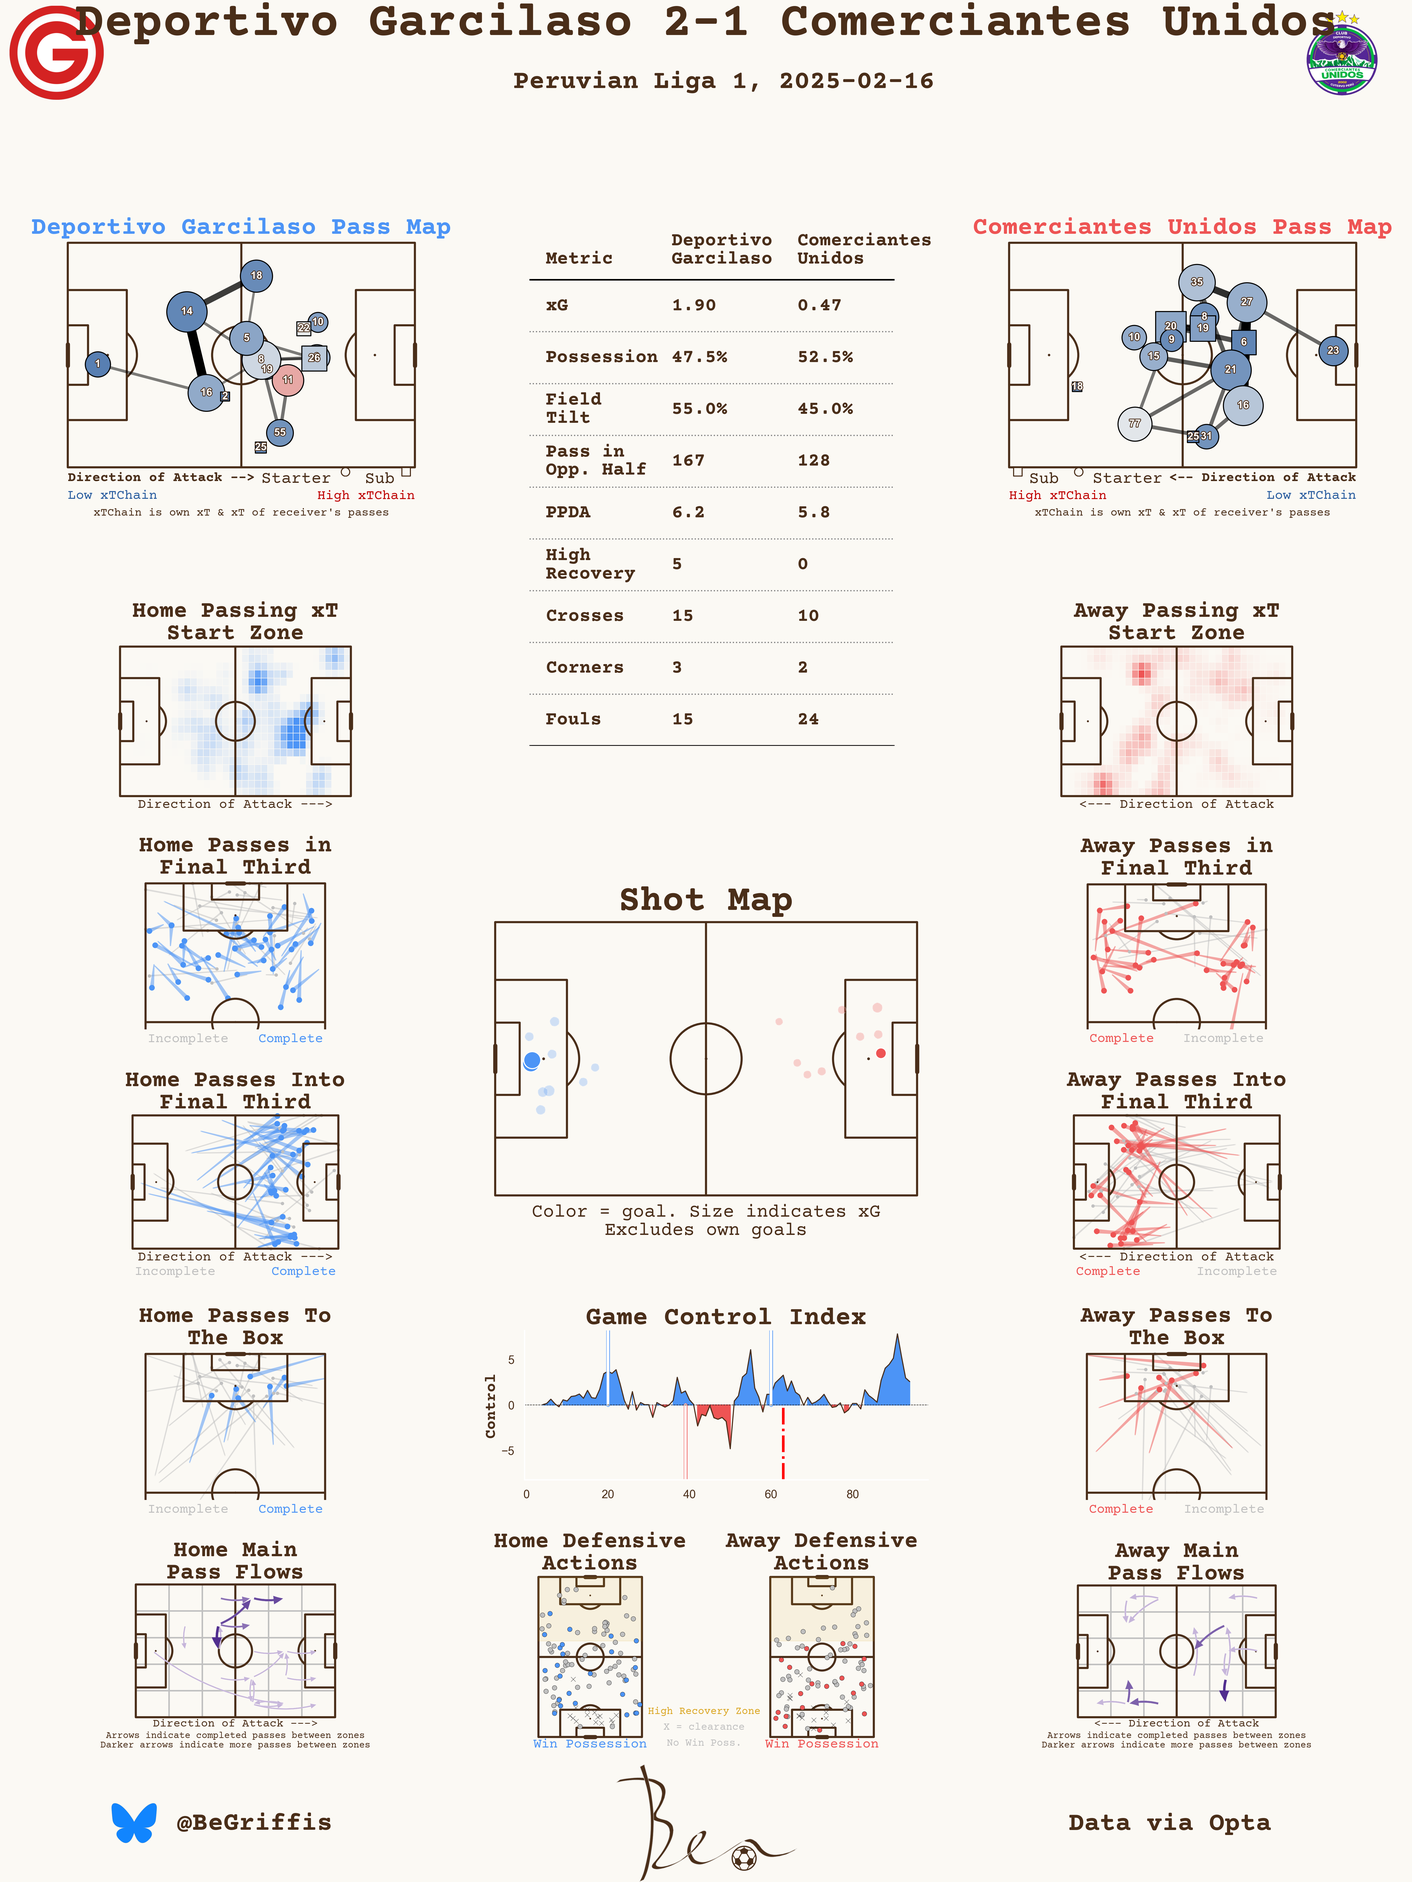 Deportivo Garcilaso 2-1 Comerciantes Unidos
Peruvian Liga 1, 2025-02-16
CLUB
UNIDOS
Deportivo Garcilaso Pass Map
18
14
10
22
5
1
8
26
19
11
16
2
55
25
Direction of Attack --> Starter Sub
Low xTChain High xTChain
xTChain is own xT & xT of receiver's passes
Metric Deportivo Garcilaso Comerciantes Unidos
xG 1.90 0.47
Possession 47.5% 52.5%
Field Tilt 55.0% 45.0%
Pass in Opp. Half 167 128
PPDA 6.2 5.8
High Recovery 5 0
Crosses 15 10
Corners 3 2
Fouls 15 24
Comerciantes Unidos Pass Map
35
27
8
20
19
10
9
6
23
15
21
18
16
77
25
31
Sub Starter <-- Direction of Attack
High xTChain Low xTChain
xTChain is own xT & xT of receiver's passes
Home Passing xT
Start Zone
Direction of Attack --->
Away Passing xT
Start Zone
<--- Direction of Attack
Home Passes in
Final Third
Incomplete Complete
Away Passes in
Final Third
Complete Incomplete
Shot Map
Color = goal. Size indicates xG
Excludes own goals
Home Passes Into
Final Third
Direction of Attack --->
Incomplete Complete
Away Passes Into
Final Third
<--- Direction of Attack
Complete Incomplete
Home Passes To
The Box
Incomplete Complete
Game Control Index
Control
5
0
−5
0 20 40 60 80
Away Passes To
The Box
Complete Incomplete
Home Main
Pass Flows
Direction of Attack --->
Arrows indicate completed passes between zones
Darker arrows indicate more passes between zones
Home Defensive
Actions
Win Possession
High Recovery Zone
X = clearance
No Win Poss.
Away Defensive
Actions
Win Possession
Away Main
Pass Flows
<--- Direction of Attack
Arrows indicate completed passes between zones
Darker arrows indicate more passes between zones
@BeGriffis
Ben
Data via Opta